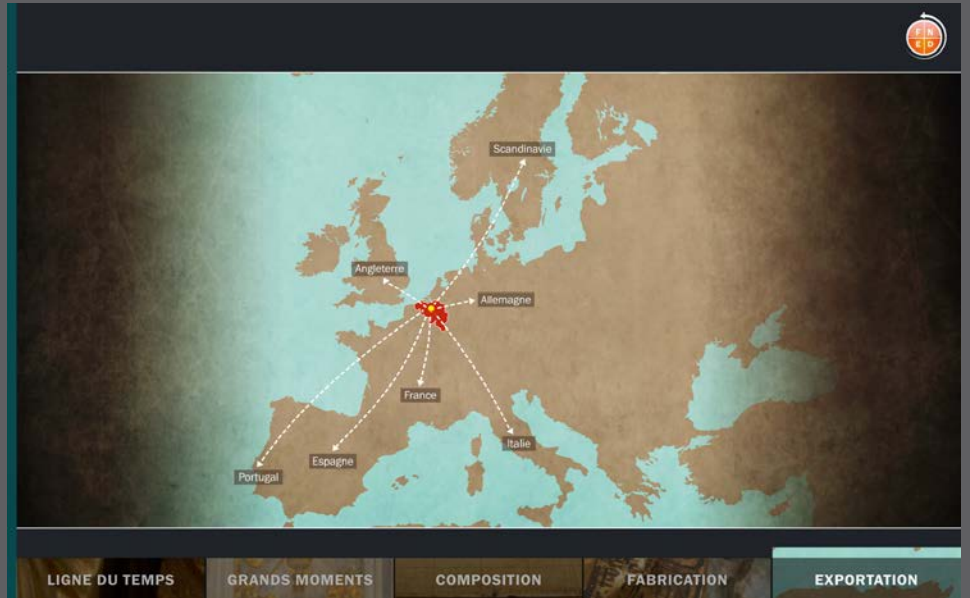 F N
E D
Scandinavie
Angleterre
Allemagne
France
Italie
Espagne
Portugal
LIGNE DU TEMPS
GRANDS MOMENTS
COMPOSITION
FABRICATION
EXPORTATION